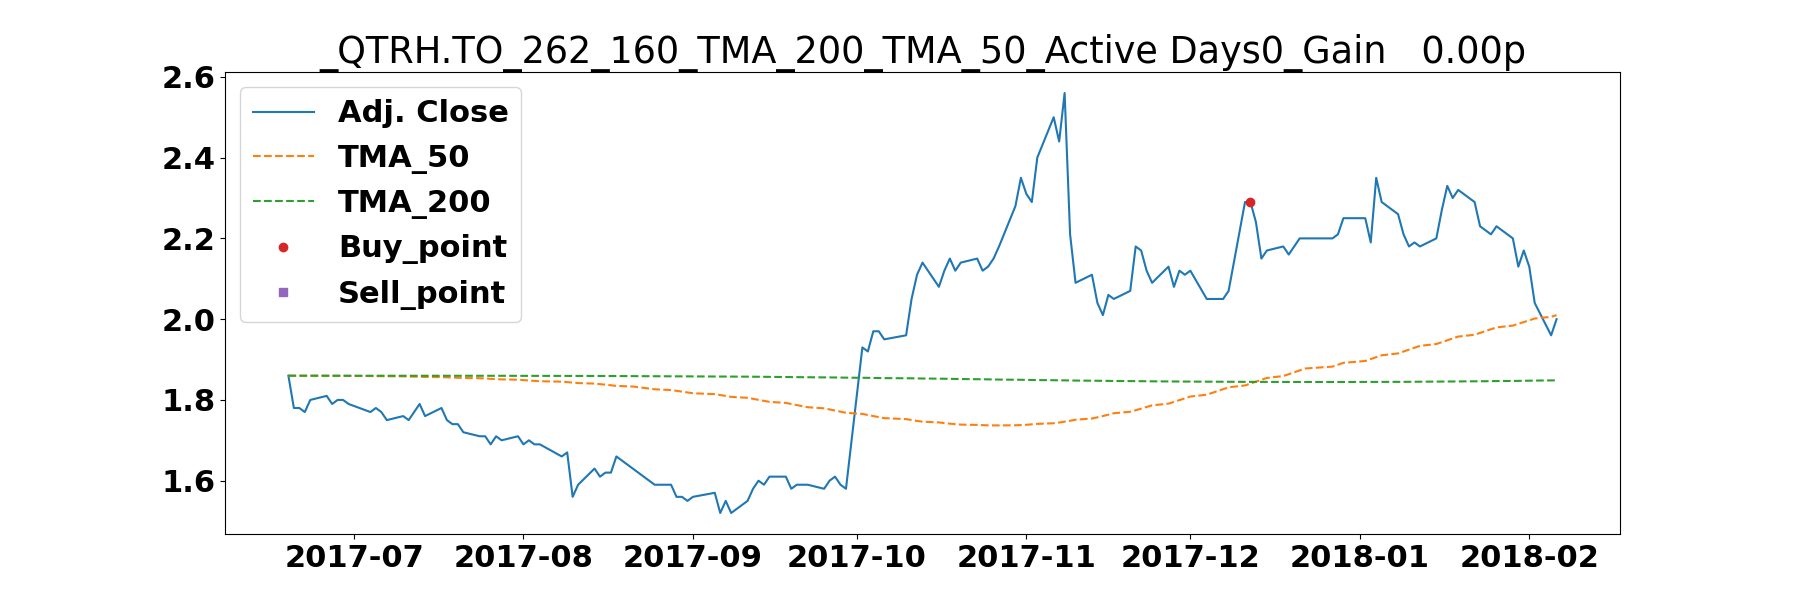 _QTRH.TO_262_160_TMA_200_TMA_50_Active Days0_Gain   0.00p
2.6
2.4
2.2
2.0
1.8
1.6
Adj. Close
TMA_50
TMA_200
Buy_point
Sell_point
2017-07 2017-08 2017-09 2017-10 2017-11 2017-12 2018-01 2018-02